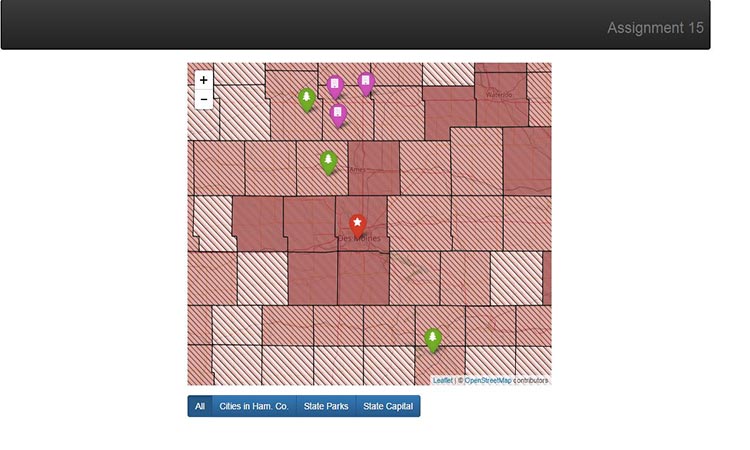 Assignment 15
+
−
Waterloo
Ames
Des Moines
Leaflet | © OpenStreetMap contributors
All
Cities in Ham. Co.
State Parks
State Capital